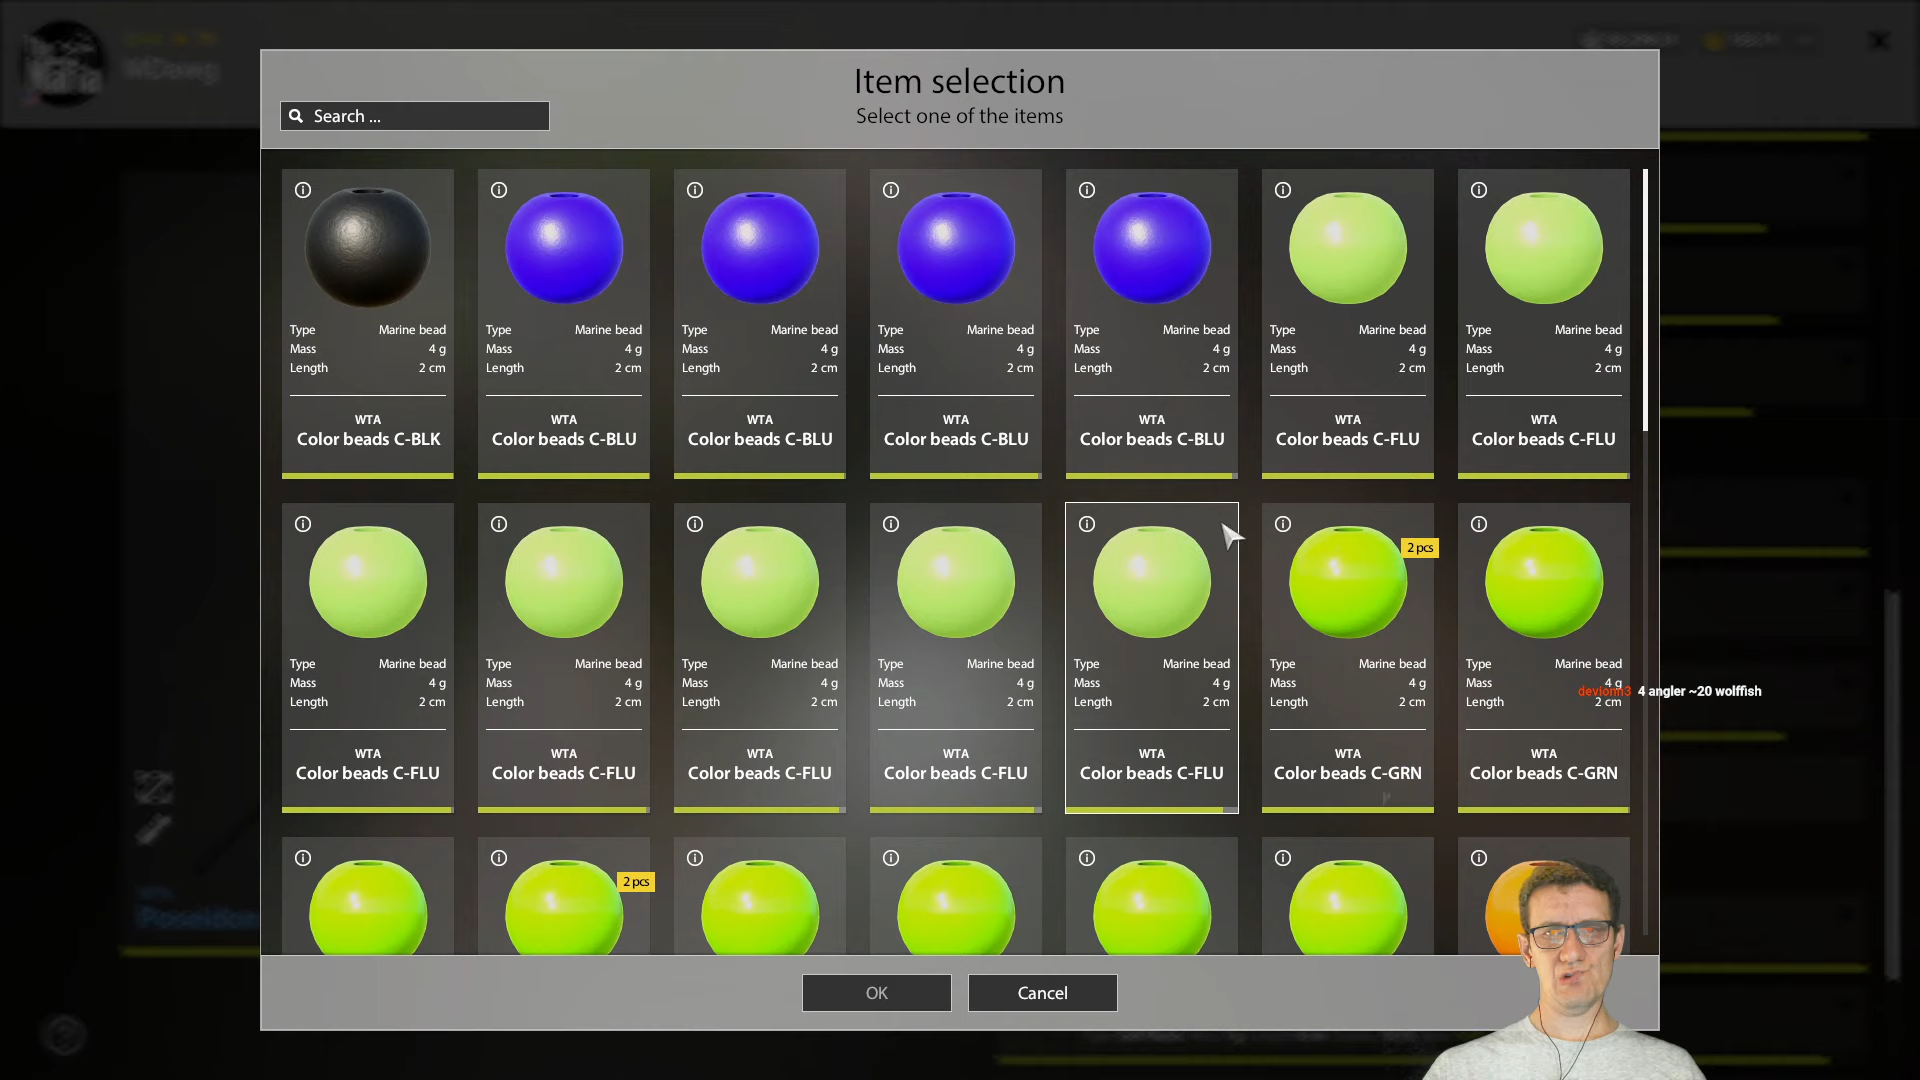 Item selection
Search ...
Select one of the items
Type Marine bead Type Marine bead Type Marine bead Type Marine bead Type Marine bead Type Marine bead Type Marine bead
Mass 4 g Mass 4 g Mass 4 g Mass 4 g Mass 4 g Mass 4 g Mass 4 g
Length 2 cm Length 2 cm Length 2 cm Length 2 cm Length 2 cm Length 2 cm Length 2 cm
WTA WTA WTA WTA WTA WTA WTA
Color beads C-BLK Color beads C-BLU Color beads C-BLU Color beads C-BLU Color beads C-BLU Color beads C-FLU Color beads C-FLU
2 pcs
Type Marine bead Type Marine bead Type Marine bead Type Marine bead Type Marine bead Type Marine bead Type Marine bead
Mass 4 g Mass 4 g Mass 4 g Mass 4 g Mass 4 g Mass 4 g Mass 4 g
4 angler ~20 wolffish
Length 2 cm Length 2 cm Length 2 cm Length 2 cm Length 2 cm Length 2 cm Length 2 cm
WTA WTA WTA WTA WTA WTA WTA
Color beads C-FLU Color beads C-FLU Color beads C-FLU Color beads C-FLU Color beads C-FLU Color beads C-GRN Color beads C-GRN
2 pcs
Poseidon
OK Cancel